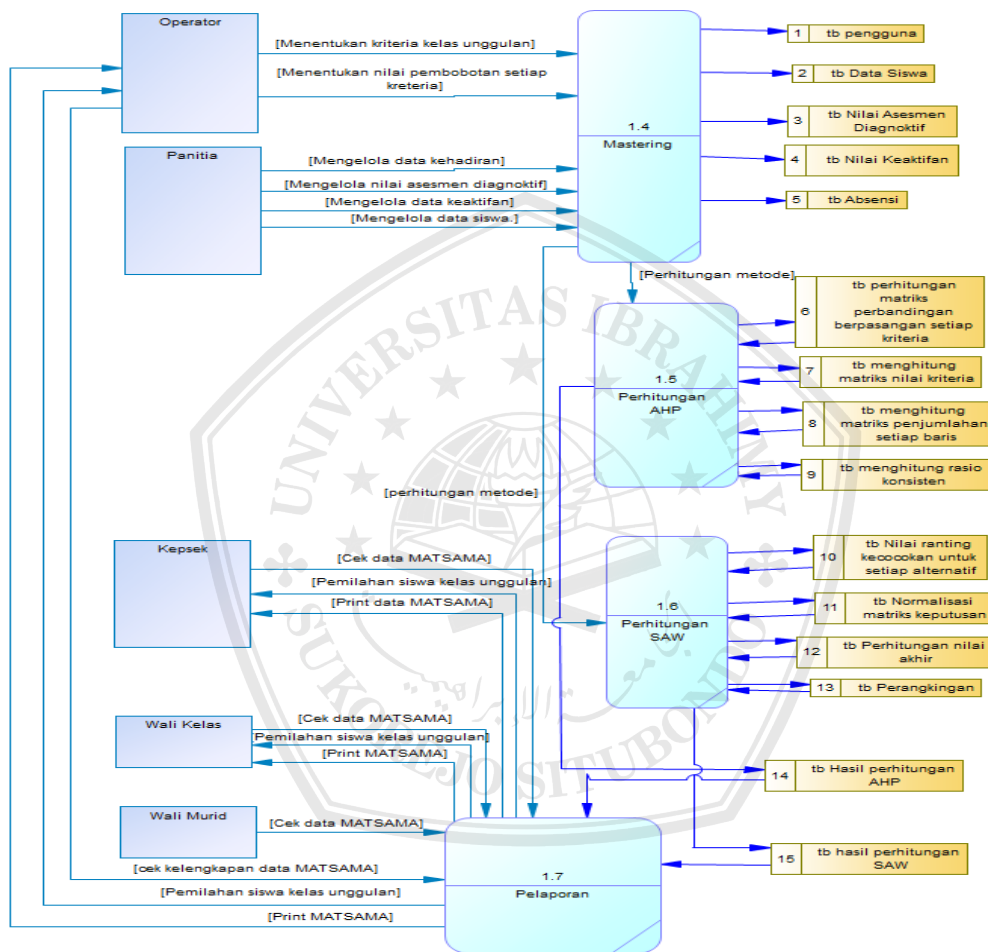 Operator
[Menentukan kriteria kelas unggulan]
[Menentukan nilai pembobotan setiap
kreteria]
Panitia
[Mengelola data kehadiran]
[Mengelola nilai asesmen diagnoktif]
[Mengelola data keaktifan]
[Mengelola data siswa.]
1.4
Mastering
1 tb pengguna
2 tb Data Siswa
3 tb Nilai Asesmen
Diagnoktif
4 tb Nilai Keaktifan
5 tb Absensi
[Perhitungan metode]
1.5
Perhitungan
AHP
6 tb perhitungan
matriks
perbandingan
berpasangan setiap
kriteria
7 tb menghitung
matriks nilai kriteria
8 tb menghitung
matriks penjumlahan
setiap baris
9 tb menghitung rasio
konsisten
[perhitungan metode]
Kepsek
[Cek data MATSAMA]
[Pemilahan siswa kelas unggulan]
[Print data MATSAMA]
1.6
Perhitungan
SAW
10 tb Nilai ranting
kecocokan untuk
setiap alternatif
11 tb Normalisasi
matriks keputusan
12 tb Perhitungan nilai
akhir
13 tb Perangkingan
Wali Kelas
[Cek data MATSAMA]
[Pemilahan siswa kelas unggulan]
[Print MATSAMA]
14 tb Hasil perhitungan
AHP
Wali Murid
[Cek data MATSAMA]
[cek kelengkapan data MATSAMA]
[Pemilahan siswa kelas unggulan]
[Print MATSAMA]
1.7
Pelaporan
15 tb hasil perhitungan
SAW
UNIVERSITAS IBRAHIMY
SUKOREJO SITUBONDO